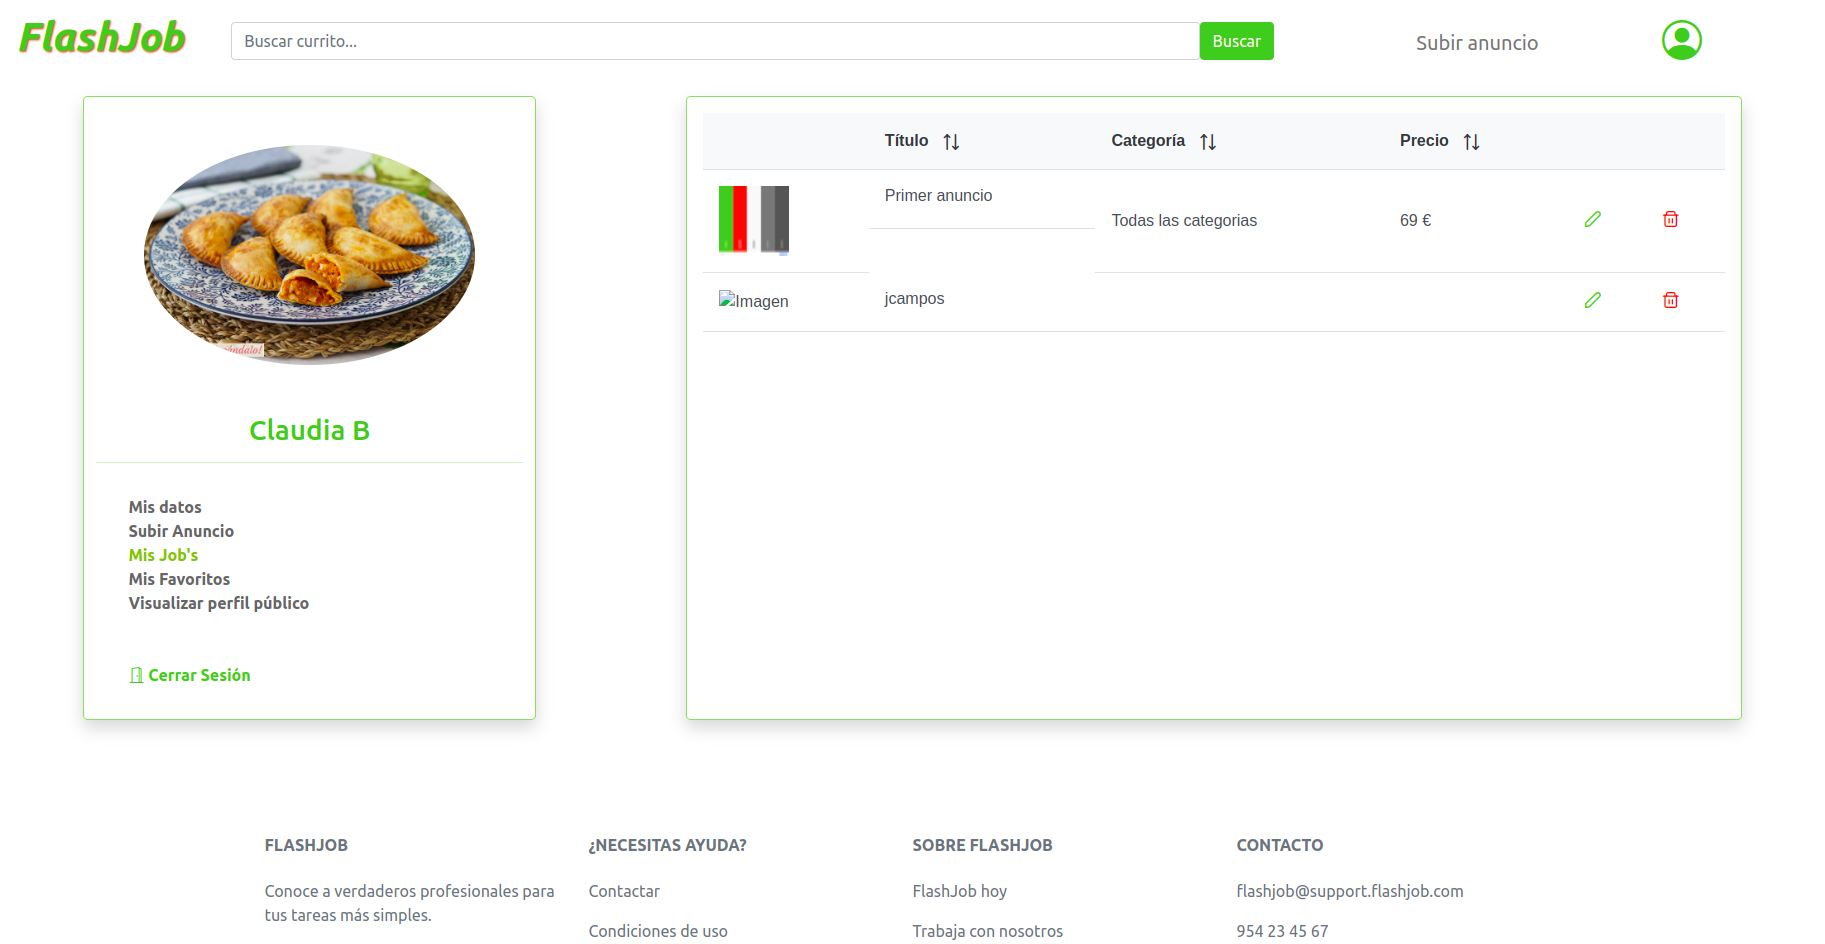 FlashJob
Buscar currito...
Buscar
Subir anuncio
Título
Categoría
Precio
Primer anuncio
Todas las categorias
69 €
Imagen
jcampos
Claudia B
Mis datos
Subir Anuncio
Mis Job's
Mis Favoritos
Visualizar perfil público
Cerrar Sesión
FLASHJOB
Conoce a verdaderos profesionales para
tus tareas más simples.
¿NECESITAS AYUDA?
Contactar
Condiciones de uso
SOBRE FLASHJOB
FlashJob hoy
Trabaja con nosotros
CONTACTO
flashjob@support.flashjob.com
954 23 45 67